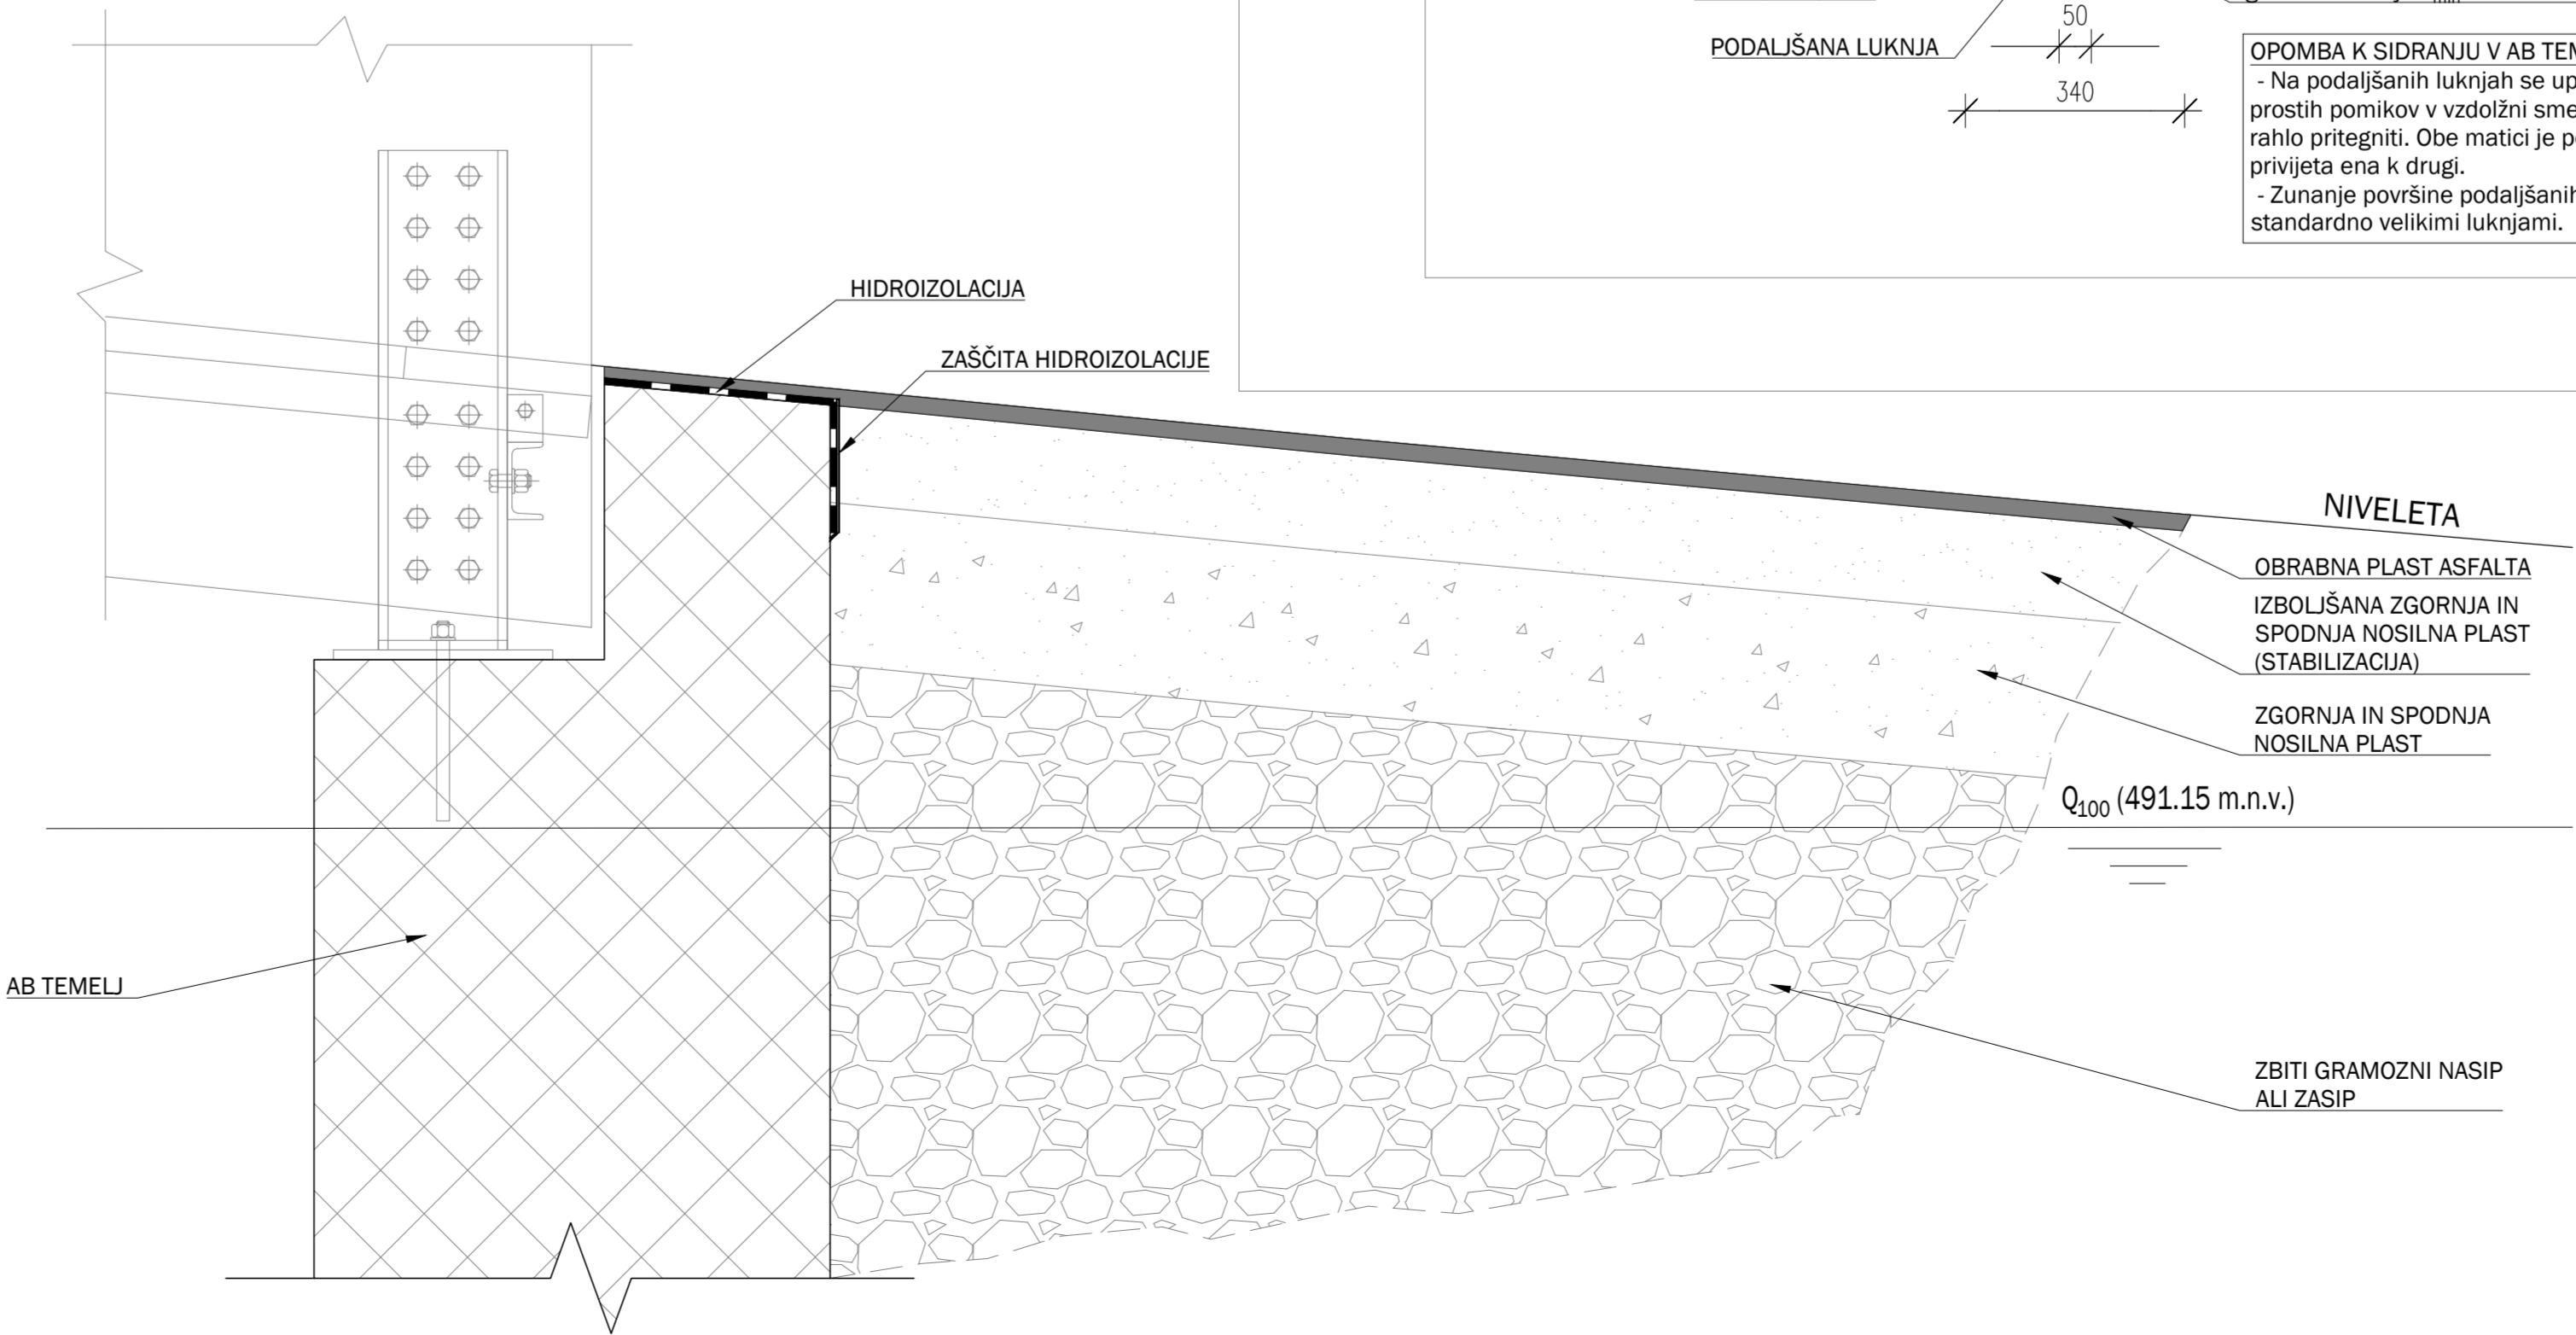 50
PODALJŠANA LUKNJA
340
OPOMBA K SIDRANJU V AB
- Na podaljšanih luknjah se
prostih pomikov v vzdolžni
rahlo pritegniti. Obe matici je
privijeta ena k drugi.
- Zunanje površine podaljšanih
standardno velikimi luknjami.
HIDROIZOLACIJA
ZAŠČITA HIDROIZOLACIJE
NIVELETA
OBRABNA PLAST ASFALTA
IZBOLJŠANA ZGORNJA IN
SPODNJA NOSILNA PLAST
(STABILIZACIJA)
ZGORNJA IN SPODNJA
NOSILNA PLAST
Q100 (491.15 m.n.v.)
AB TEMELJ
ZBITI GRAMOZNI NASIP
ALI ZASIP